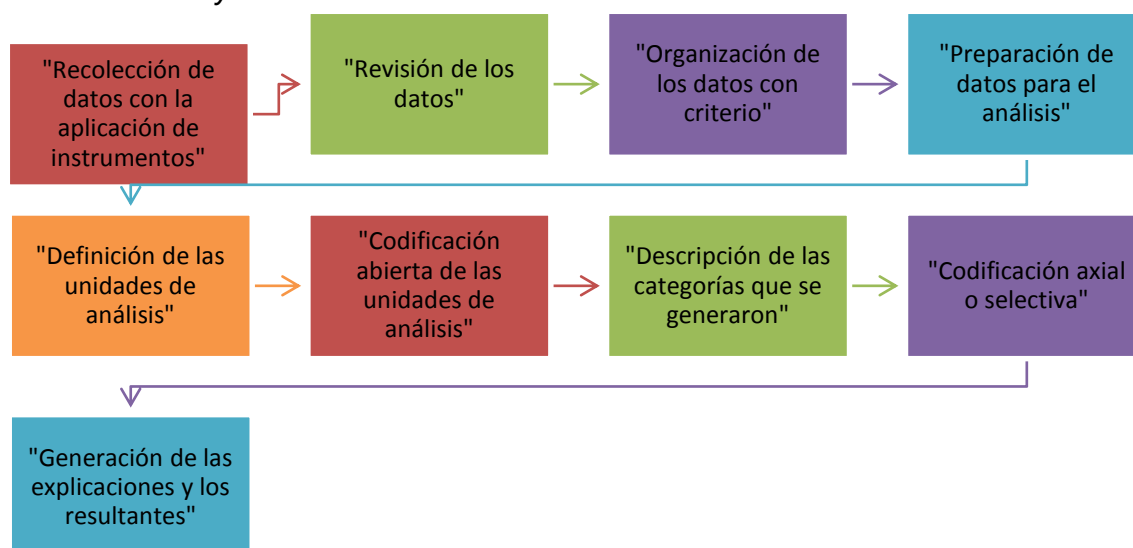 "Recolección de
datos con la
aplicación de
instrumentos"
"Revisión de los
datos"
"Organización de
los datos con
criterio"
"Preparación de
datos para el
análisis"
"Definición de las
unidades de
análisis"
"Codificación
abierta de las
unidades de
análisis"
"Descripción de las
categorías que se
generaron"
"Codificación axial
o selectiva"
"Generación de las
explicaciones y los
resultantes"